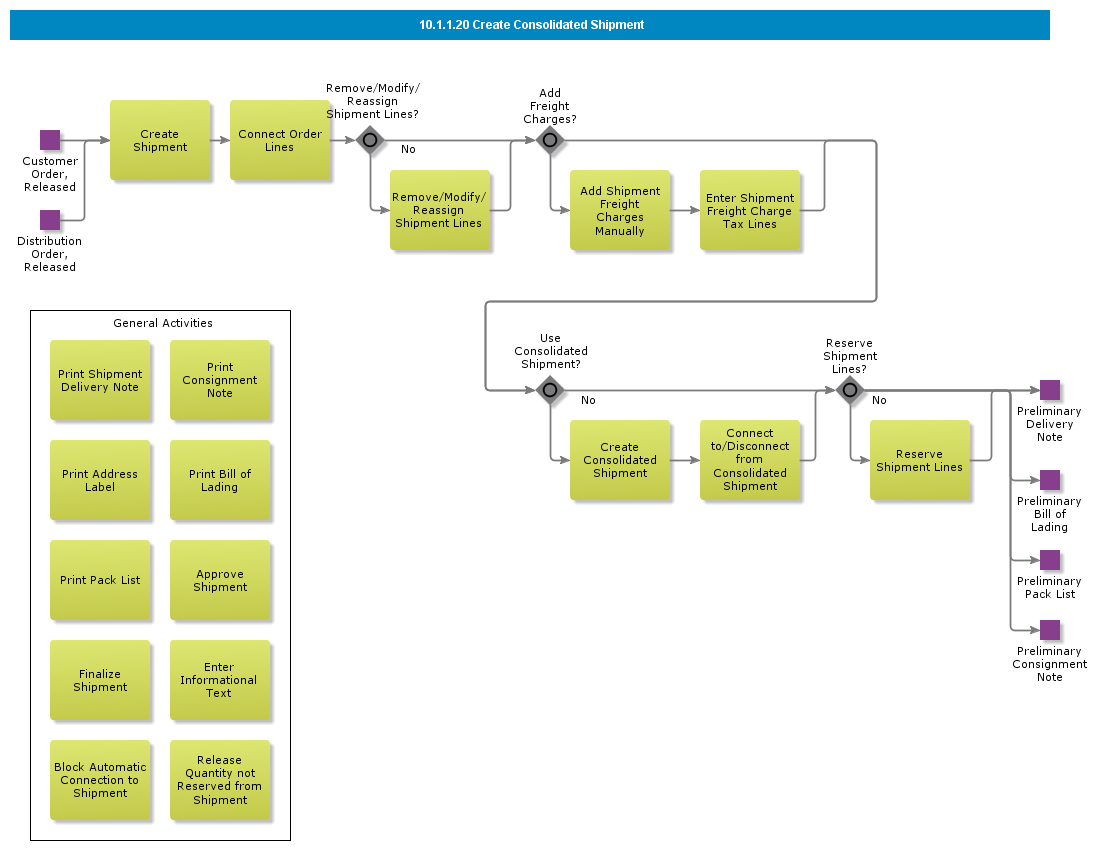 10.1.1.20 Create Consolidated Shipment
Remove/Modify/
Reassign
Shipment Lines?
Add
Freight
Charges?
Create
Shipment
Connect Order
Lines
No
Customer
Order,
Released
Distribution
Order,
Released
Remove/Modify/
Reassign
Shipment Lines
Add Shipment
Freight
Charges
Manually
Enter Shipment
Freight Charge
Tax Lines
General Activities
Print Shipment
Delivery Note
Print
Consignment
Note
Print Address
Label
Print Bill of
Lading
Print Pack List
Approve
Shipment
Finalize
Shipment
Enter
Informational
Text
Block Automatic
Connection to
Shipment
Release
Quantity not
Reserved from
Shipment
Use
Consolidated
Shipment?
Reserve
Shipment
Lines?
No
No
Create
Consolidated
Shipment
Connect
to/Disconnect
from
Consolidated
Shipment
Reserve
Shipment Lines
Preliminary
Delivery
Note
Preliminary
Bill of
Lading
Preliminary
Pack List
Preliminary
Consignment
Note